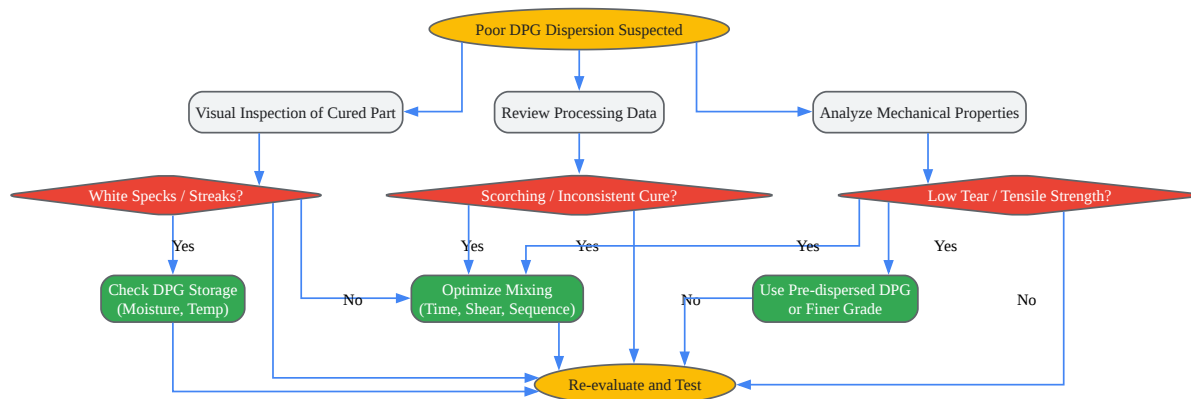 Poor DPG Dispersion Suspected
Visual Inspection of Cured Part
Review Processing Data
Analyze Mechanical Properties
White Specks / Streaks?
Scorching / Inconsistent Cure?
Low Tear / Tensile Strength?
Yes
Yes
Yes
Yes
Yes
Check DPG Storage
(Moisture, Temp)
No
Optimize Mixing
(Time, Shear, Sequence)
No
Use Pre-dispersed DPG
or Finer Grade
No
Re-evaluate and Test